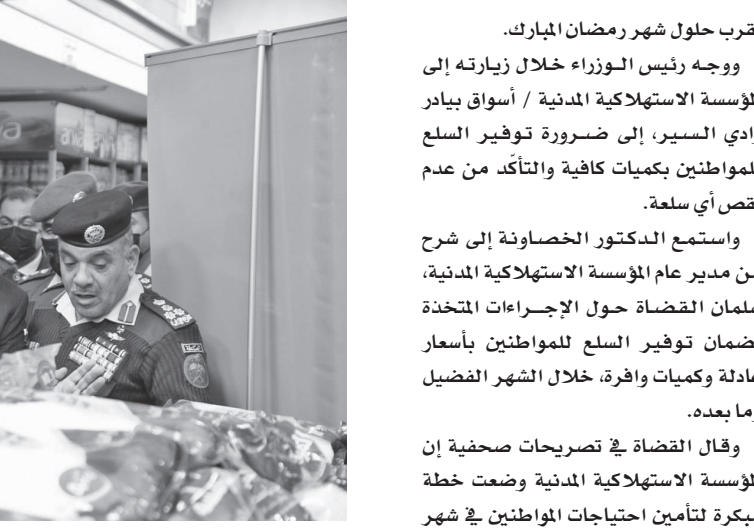 قرب حلول شهر رمضان المبارك.
ووجه رئيس الوزراء خلال زيارته إلى
المؤسسة الاستهلاكية المدنية / أسواق بيادر
وادي السير، إلى ضرورة توفير السلع
للمواطنين بكميات كافية والتأكّد من عدم
نقص أي سلعة.
واستمع الدكتور الخصاونة إلى شرح
من مدير عام المؤسسة الاستهلاكية المدنية،
سلمان القضاة حول الإجراءات المتخذة
لضمان توفير السلع للمواطنين بأسعار
عادلة وكميات وافرة، خلال الشهر الفضيل
وما بعده.
وقال القضاة في تصريحات صحفية إن
المؤسسة الاستهلاكية المدنية وضعت خطة
مبكرة لتأمين احتياجات المواطنين في شهر